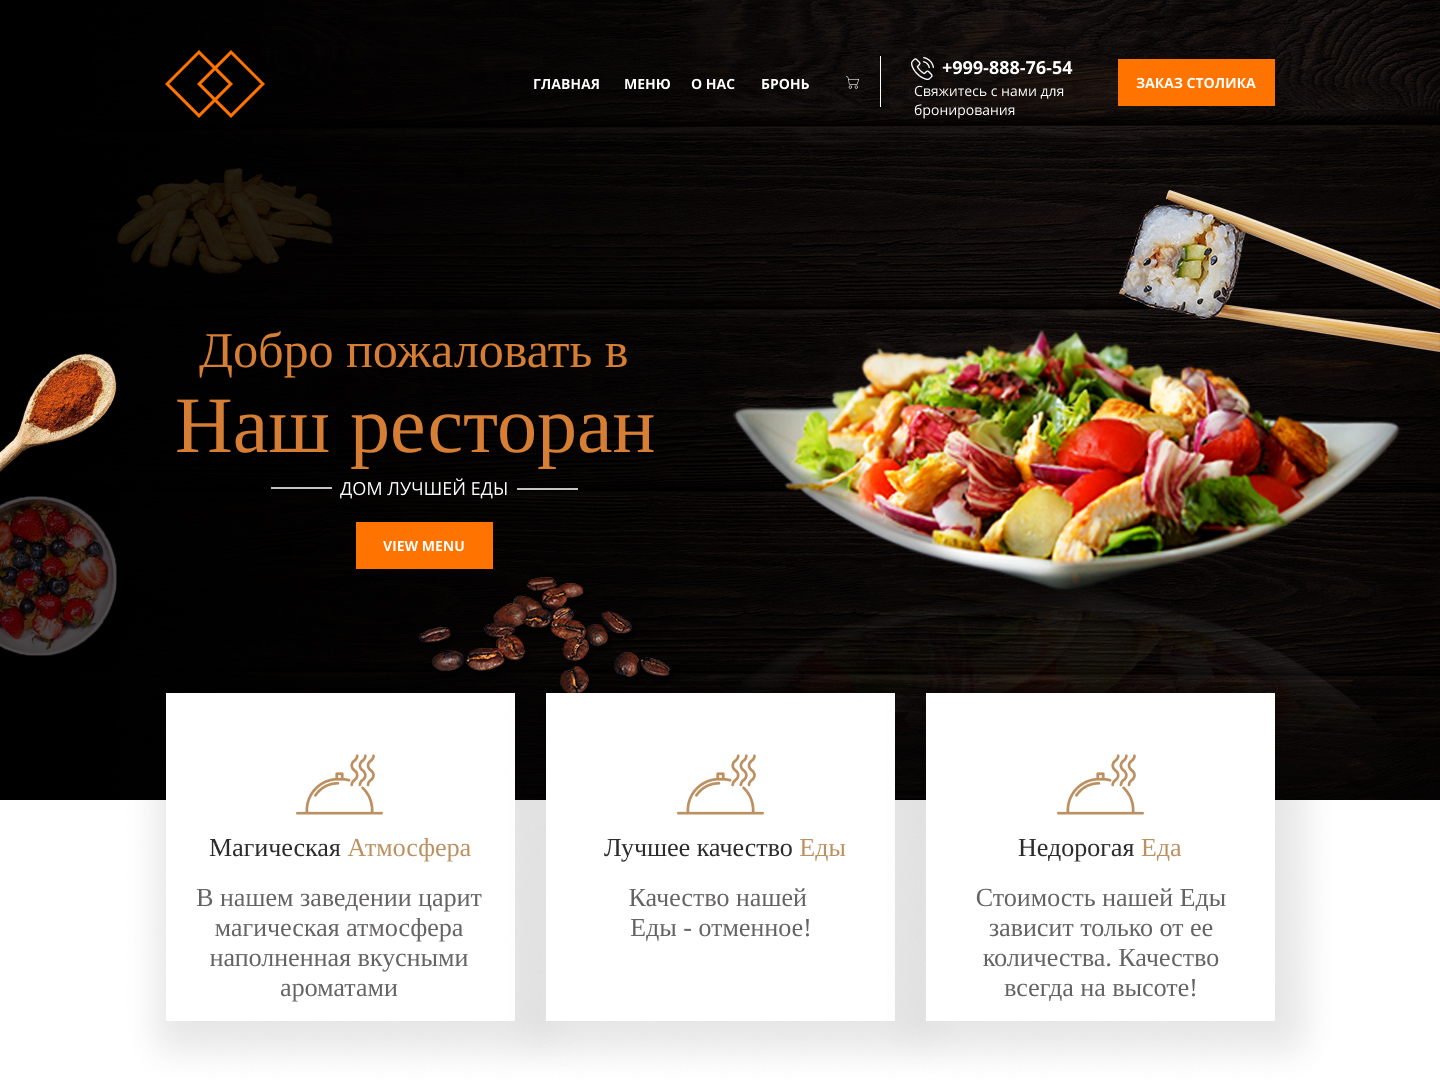 ГЛАВНАЯ МЕНЮ О НАС БРОНЬ
+999-888-76-54
Свяжитесь с нами для
бронирования
ЗАКАЗ СТОЛИКА
Добро пожаловать в
Наш ресторан
ДОМ ЛУЧШЕЙ ЕДЫ
VIEW MENU
Магическая Атмосфера
В нашем заведении царит
магическая атмосфера
наполненная вкусными
ароматами
Лучшее качество Еды
Качество нашей
Еды - отменное!
Недорогая Еда
Стоимость нашей Еды
зависит только от ее
количества. Качество
всегда на высоте!